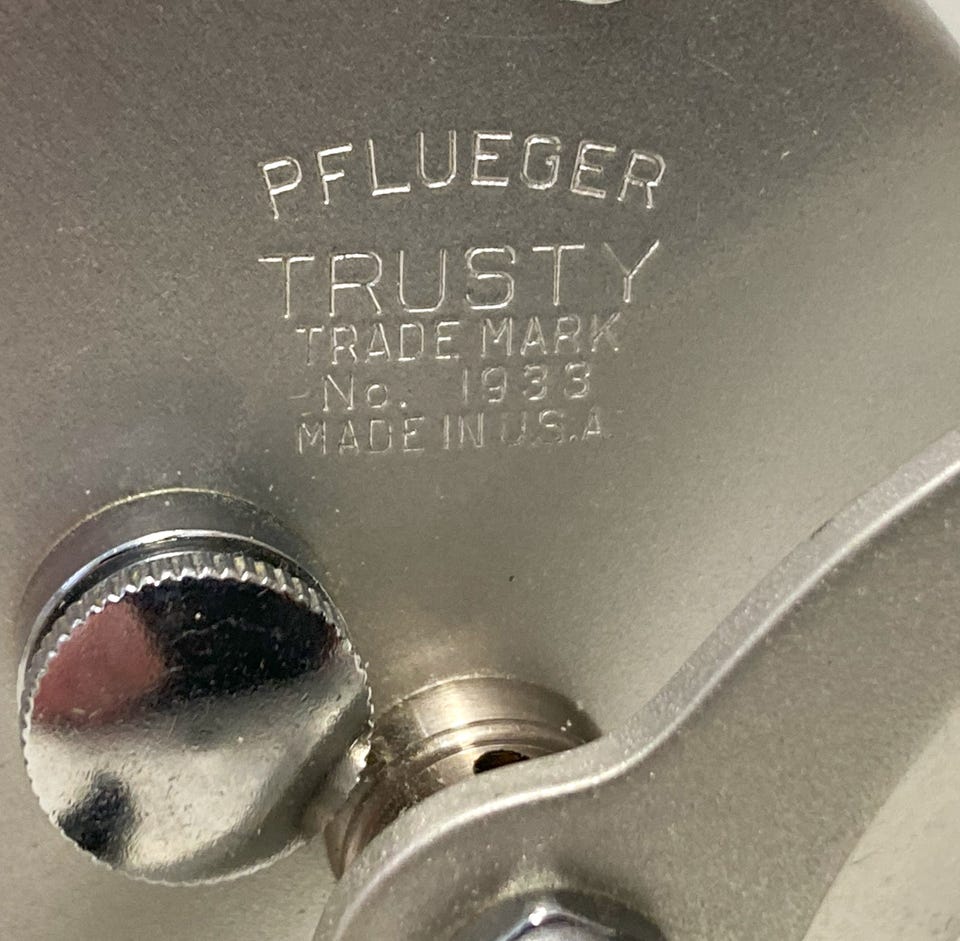 PFLUEGER
TRUSTY
TRADE MARK
No. 1933
MADE IN U.S.A.